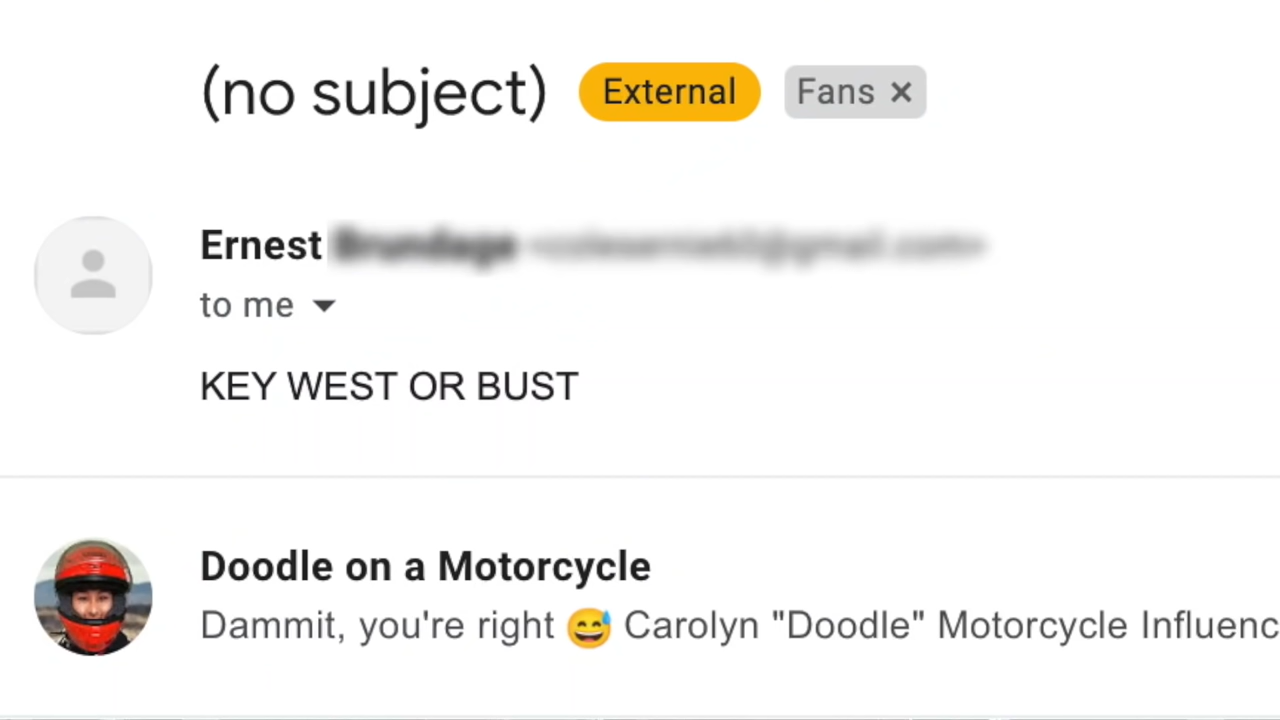 (no subject) External Fans ×
Ernest
to me
KEY WEST OR BUST
Doodle on a Motorcycle
Dammit, you're right 😅 Carolyn "Doodle" Motorcycle Influenc